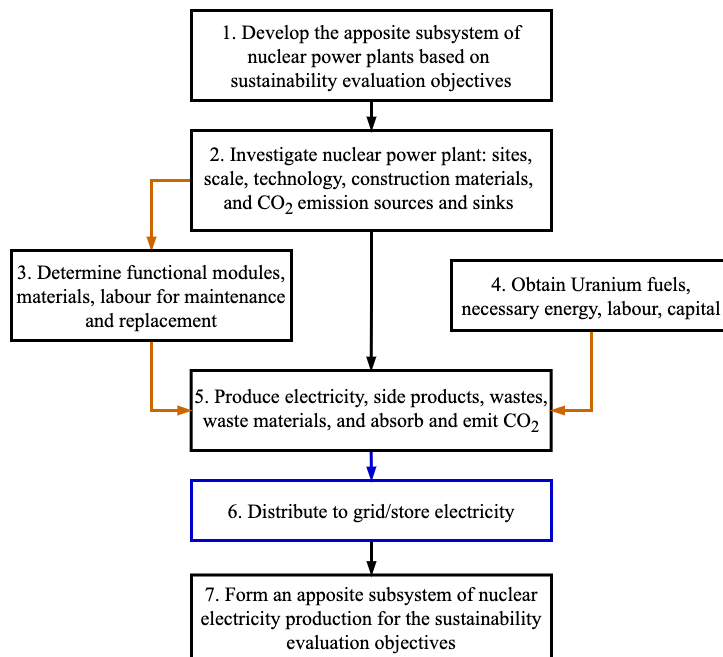 1. Develop the apposite subsystem of
nuclear power plants based on
sustainability evaluation objectives
2. Investigate nuclear power plant: sites,
scale, technology, construction materials,
and CO₂ emission sources and sinks
3. Determine functional modules,
materials, labour for maintenance
and replacement
4. Obtain Uranium fuels,
necessary energy, labour, capital
5. Produce electricity, side products, wastes,
waste materials, and absorb and emit CO₂
6. Distribute to grid/store electricity
7. Form an apposite subsystem of nuclear
electricity production for the sustainability
evaluation objectives